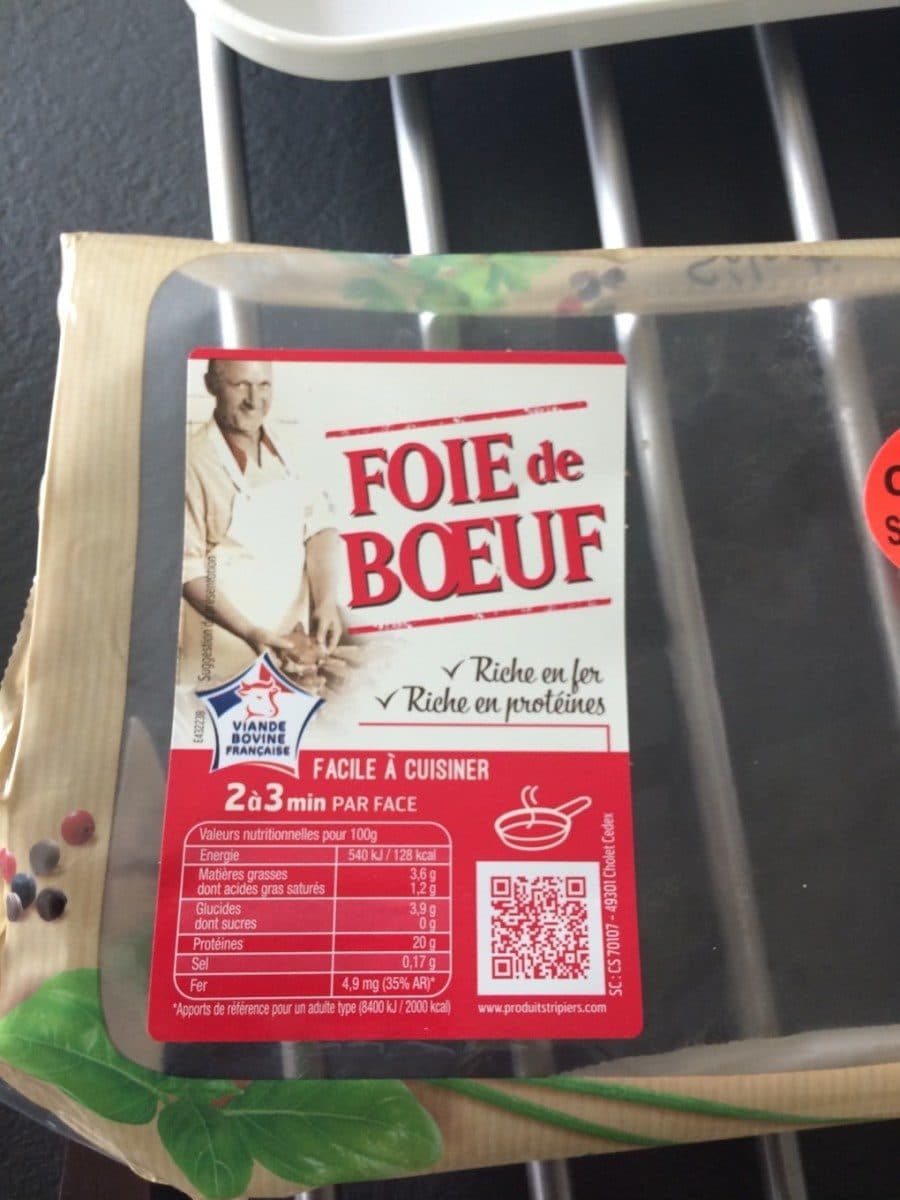 FOIE de
BŒUF
✓ Riche en fer
✓ Riche en protéines
Suggestion de présentation
E432228
VIANDE
BOVINE
FRANÇAISE
FACILE À CUISINER
2à3 min PAR FACE
Valeurs nutritionnelles pour 100g
Energie 540 kJ / 128 kcal
Matières grasses 3,6 g
dont acides gras saturés 1,2 g
Glucides 3,9 g
dont sucres 0 g
Protéines 20 g
Sel 0,17 g
Fer 4,9 mg (35% AR)*
*Apports de référence pour un adulte type (8400 kJ / 2000 kcal)
www.produitstripiers.com
SC : CS 70107 - 49301 Cholet Cedex